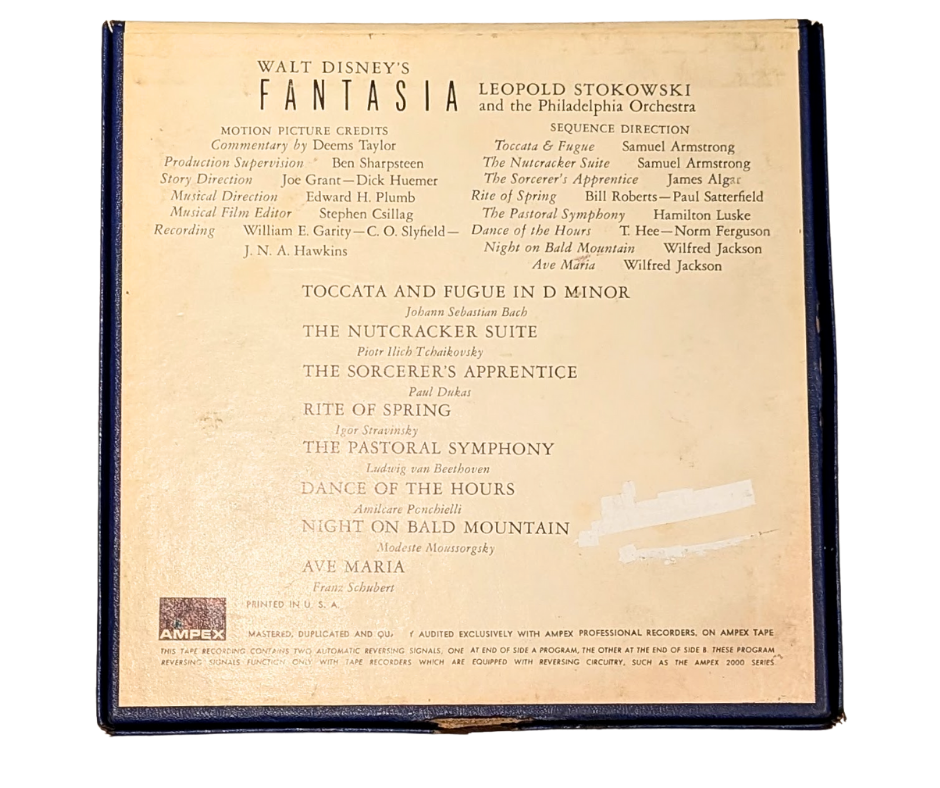 WALT DISNEY'S
FANTASIA
LEOPOLD STOKOWSKI
and the Philadelphia Orchestra
MOTION PICTURE CREDITS
Commentary by Deems Taylor
Production Supervision Ben Sharpsteen
Story Direction Joe Grant—Dick Huemer
Musical Direction Edward H. Plumb
Musical Film Editor Stephen Csillag
Recording William E. Garity—C. O. Slyfield—
J. N. A. Hawkins
SEQUENCE DIRECTION
Toccata & Fugue Samuel Armstrong
The Nutcracker Suite Samuel Armstrong
The Sorcerer's Apprentice James Algar
Rite of Spring Bill Roberts—Paul Satterfield
The Pastoral Symphony Hamilton Luske
Dance of the Hours T. Hee—Norm Ferguson
Night on Bald Mountain Wilfred Jackson
Ave Maria Wilfred Jackson
TOCCATA AND FUGUE IN D MINOR
Johann Sebastian Bach
THE NUTCRACKER SUITE
Piotr Ilich Tchaikovsky
THE SORCERER'S APPRENTICE
Paul Dukas
RITE OF SPRING
Igor Stravinsky
THE PASTORAL SYMPHONY
Ludwig van Beethoven
DANCE OF THE HOURS
Amilcare Ponchielli
NIGHT ON BALD MOUNTAIN
Modeste Moussorgsky
AVE MARIA
Franz Schubert
AMPEX
PRINTED IN U. S. A.
MASTERED, DUPLICATED AND AUDITED EXCLUSIVELY WITH AMPEX PROFESSIONAL RECORDERS, ON AMPEX TAPE
THIS TAPE RECORDING CONTAINS TWO AUTOMATIC REVERSING SIGNALS, ONE AT END OF SIDE A PROGRAM, THE OTHER AT THE END OF SIDE B. THESE PROGRAM
REVERSING SIGNALS FUNCTION ONLY WITH TAPE RECORDERS WHICH ARE EQUIPPED WITH REVERSING CIRCUITRY, SUCH AS THE AMPEX 2000 SERIES